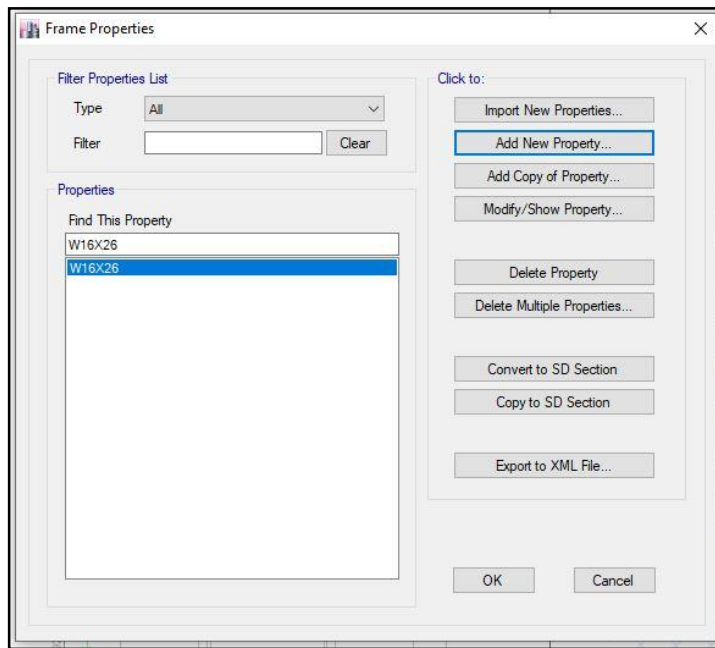 Frame Properties
Filter Properties List
Type
All
Filter
Clear
Properties
Find This Property
W16X26
W16X26
Click to:
Import New Properties...
Add New Property...
Add Copy of Property...
Modify/Show Property...
Delete Property
Delete Multiple Properties...
Convert to SD Section
Copy to SD Section
Export to XML File...
OK
Cancel